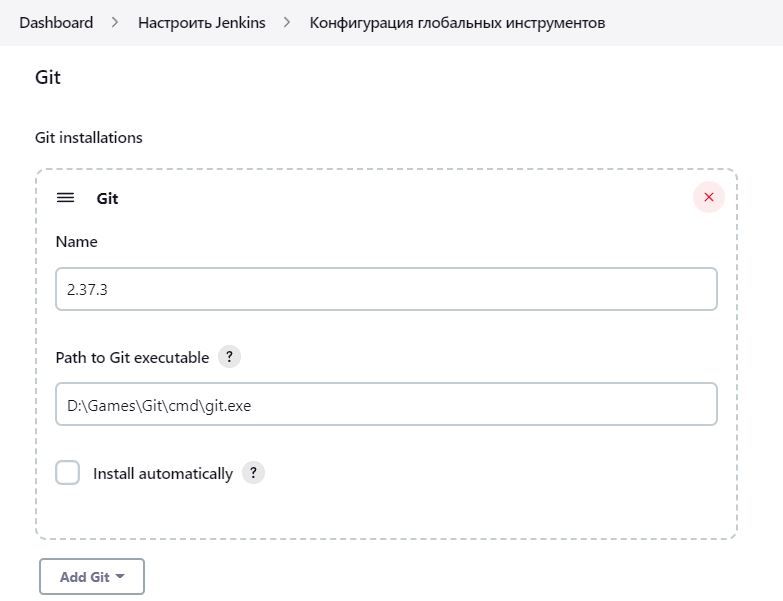 Dashboard > Настроить Jenkins > Конфигурация глобальных инструментов
Git
Git installations
Git
Name
2.37.3
Path to Git executable ?
D:\Games\Git\cmd\git.exe
Install automatically ?
Add Git